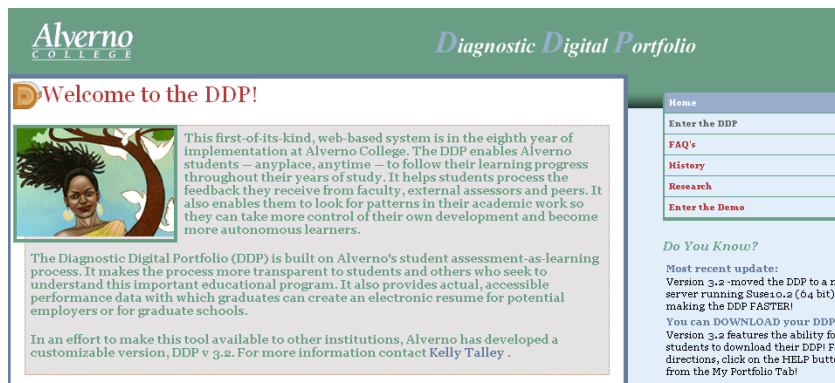 Alverno
COLLEGE
Diagnostic Digital Portfolio
Welcome to the DDP!
This first-of-its-kind, web-based system is in the eighth year of
implementation at Alverno College. The DDP enables Alverno
students — anyplace, anytime — to follow their learning progress
throughout their years of study. It helps students process the
feedback they receive from faculty, external assessors and peers. It
also enables them to look for patterns in their academic work so
they can take more control of their own development and become
more autonomous learners.
The Diagnostic Digital Portfolio (DDP) is built on Alverno's student assessment-as-learning
process. It makes the process more transparent to students and others who seek to
understand this important educational program. It also provides actual, accessible
performance data with which graduates can create an electronic resume for potential
employers or for graduate schools.
In an effort to make this tool available to other institutions, Alverno has developed a
customizable version, DDP v 3.2. For more information contact Kelly Talley .
Home
Enter the DDP
FAQ's
History
Research
Enter the Demo
Do You Know?
Most recent update:
Version 3.2 -moved the DDP to a
server running Suse10.2 (64 bit)
making the DDP FASTER!
You can DOWNLOAD your DDP
Version 3.2 features the ability
students to download their DDP!
directions, click on the HELP
from the My Portfolio Tab!